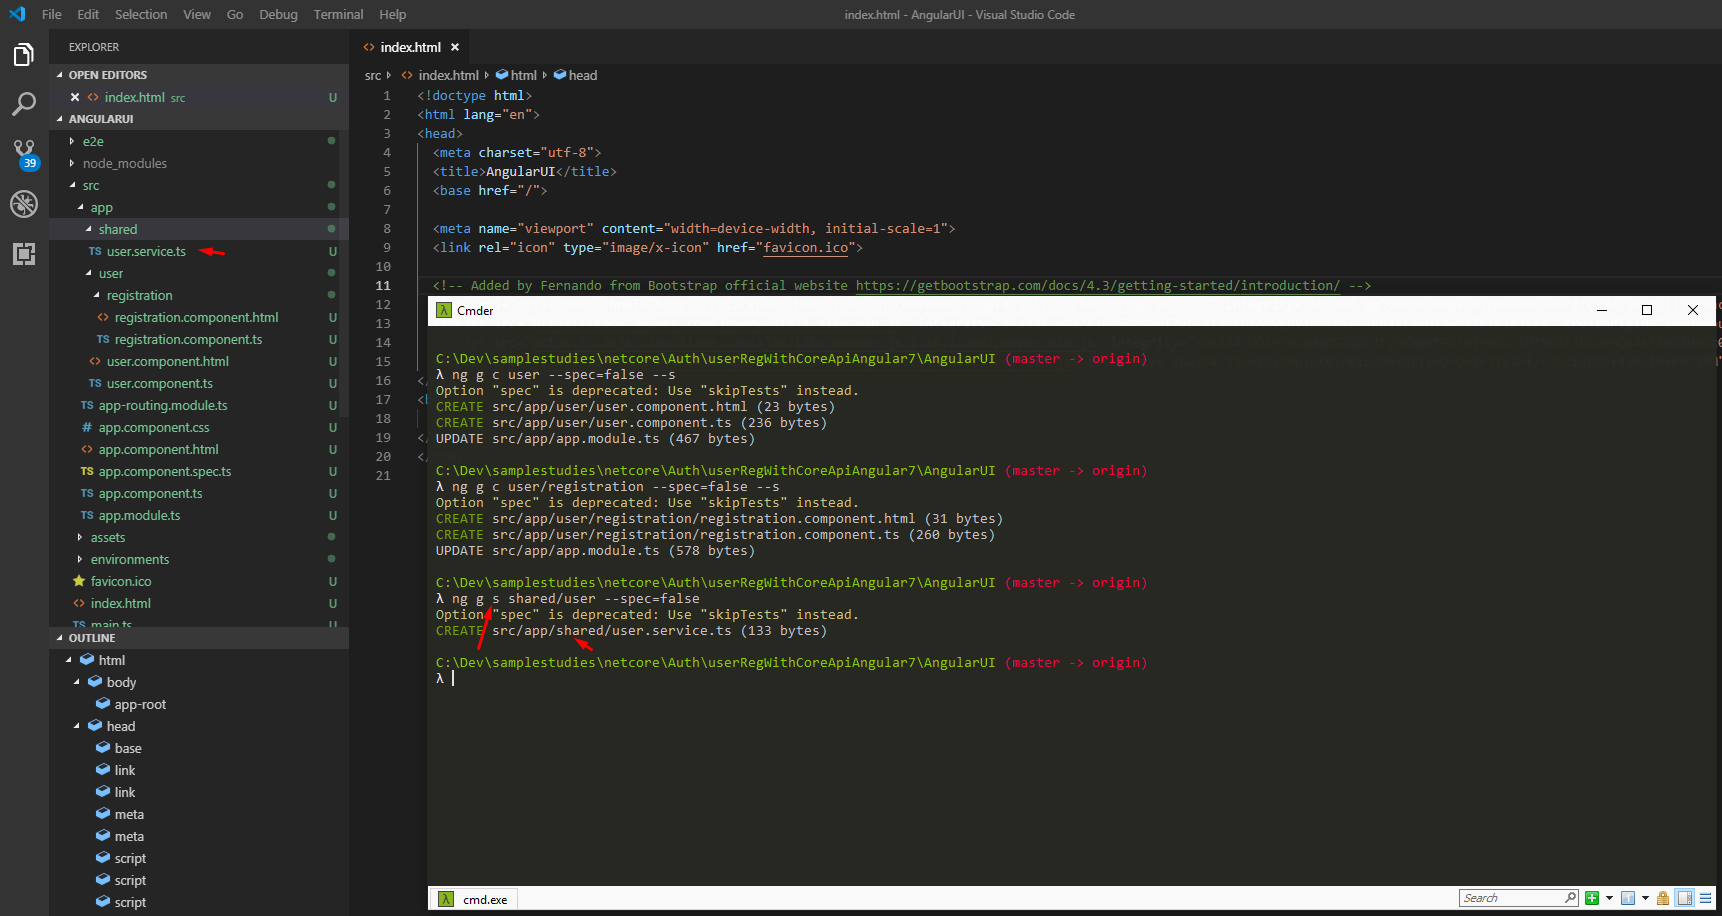 File Edit Selection View Go Debug Terminal Help
index.html - AngularUI - Visual Studio Code
EXPLORER
OPEN EDITORS
index.html src U
ANGULARUI
e2e
node_modules
src
app
shared
user.service.ts U
user
registration
registration.component.html U
registration.component.ts U
user.component.html U
user.component.ts U
app-routing.module.ts U
app.component.css U
app.component.html U
app.component.spec.ts U
app.component.ts U
app.module.ts U
assets
environments
favicon.ico U
index.html U
main.ts
39
OUTLINE
html
body
app-root
head
base
link
link
meta
meta
script
script
script
index.html
src index.html html head
1 <!doctype html>
2 <html lang="en">
3 <head>
4 <meta charset="utf-8">
5 <title>AngularUI</title>
6 <base href="/">
7
8 <meta name="viewport" content="width=device-width, initial-scale=1">
9 <link rel="icon" type="image/x-icon" href="favicon.ico">
10
11 <!-- Added by Fernando from Bootstrap official website https://getbootstrap.com/docs/4.3/getting-started/introduction/ -->
12
13
14
15
16 </
17 <
18
19 </
20 </
21
Cmder
C:\Dev\samplestudies\netcore\Auth\userRegWithCoreApiAngular7\AngularUI (master -> origin)
λ ng g c user --spec=false --s
Option "spec" is deprecated: Use "skipTests" instead.
CREATE src/app/user/user.component.html (23 bytes)
CREATE src/app/user/user.component.ts (236 bytes)
UPDATE src/app/app.module.ts (467 bytes)
C:\Dev\samplestudies\netcore\Auth\userRegWithCoreApiAngular7\AngularUI (master -> origin)
λ ng g c user/registration --spec=false --s
Option "spec" is deprecated: Use "skipTests" instead.
CREATE src/app/user/registration/registration.component.html (31 bytes)
CREATE src/app/user/registration/registration.component.ts (260 bytes)
UPDATE src/app/app.module.ts (578 bytes)
C:\Dev\samplestudies\netcore\Auth\userRegWithCoreApiAngular7\AngularUI (master -> origin)
λ ng g s shared/user --spec=false
Option "spec" is deprecated: Use "skipTests" instead.
CREATE src/app/shared/user.service.ts (133 bytes)
C:\Dev\samplestudies\netcore\Auth\userRegWithCoreApiAngular7\AngularUI (master -> origin)
λ
cmd.exe
Search